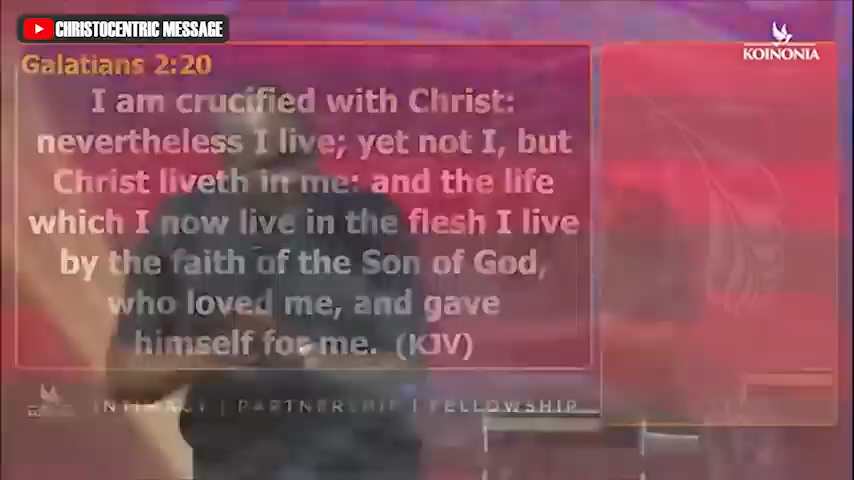 CHRISTOCENTRIC MESSAGE
KOINONIA
Galatians 2:20
I am crucified with Christ:
nevertheless I live; yet not I, but
Christ liveth in me: and the life
which I now live in the flesh I live
by the faith of the Son of God,
who loved me, and gave
himself for me. (KJV)
INTIMACY | PARTNERSHIP | FELLOWSHIP